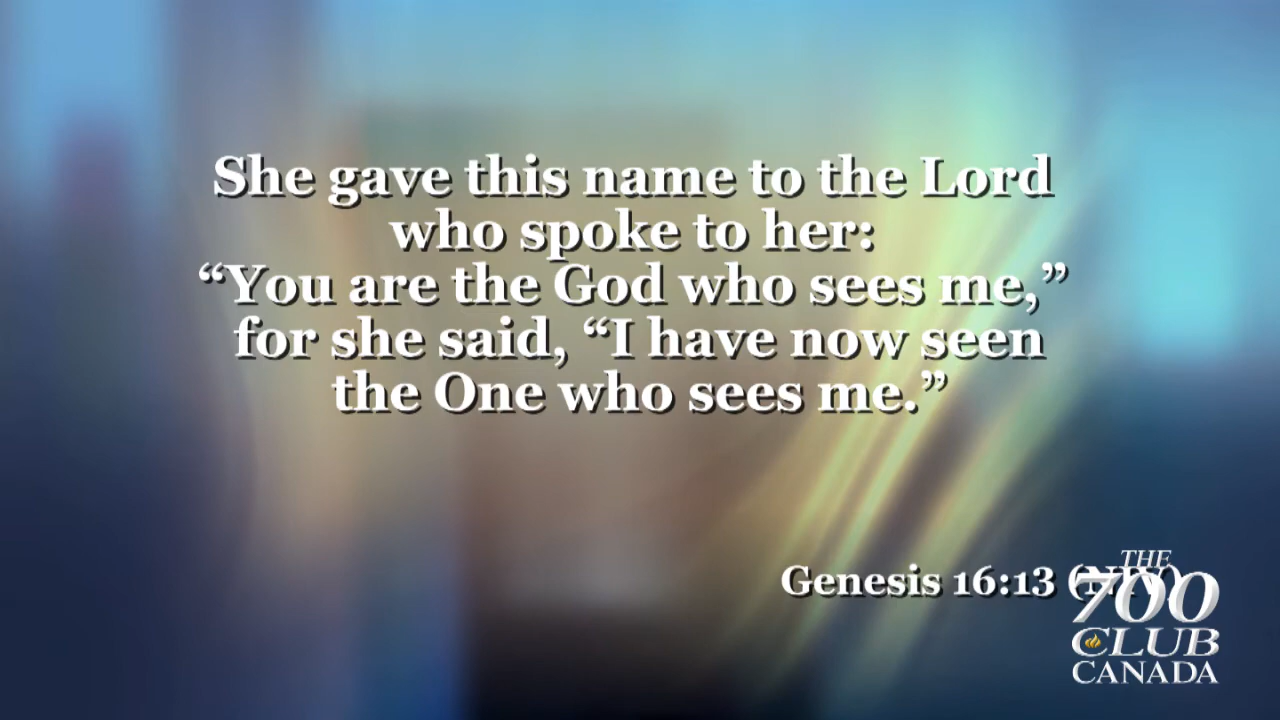 She gave this name to the Lord
who spoke to her:
“You are the God who sees me,”
for she said, “I have now seen
the One who sees me.”
Genesis 16:13
THE
700
CLUB
CANADA